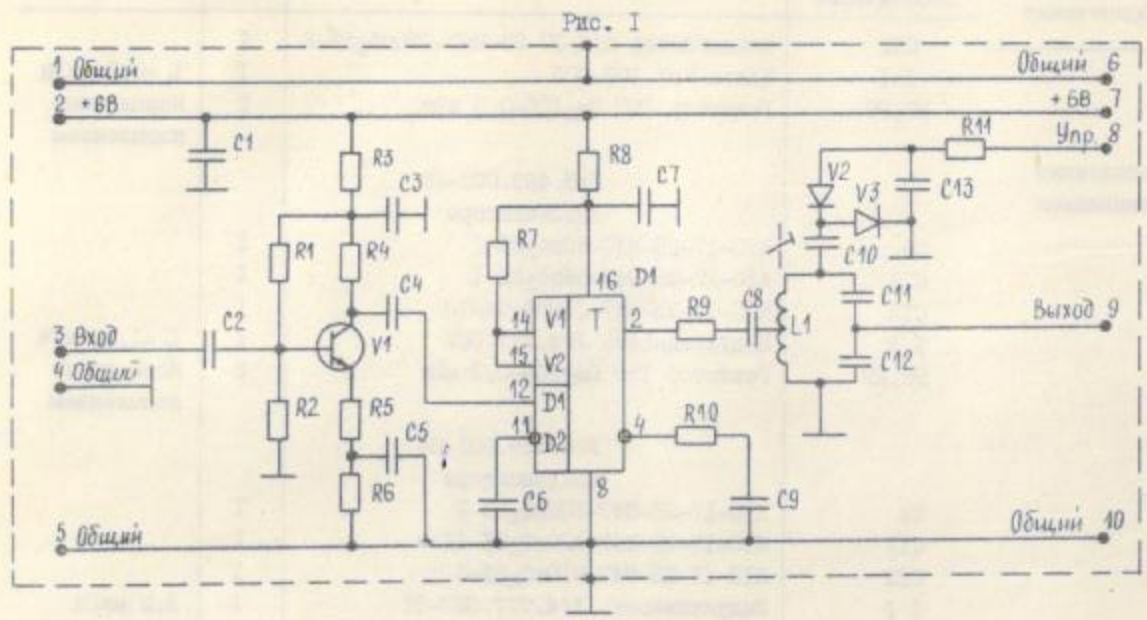 Рис. I
1 Общий
Общий 6
2 +6В
+6В 7
R11
Упр. 8
C1
R3
C3
R8
C7
V2
V3
C13
R1
R4
R7
C10
C4
16 D1
14 V1 T 2
R9
C8
L1
C11
Выход 9
C2
3 Вход
V1
15 V2
C12
4 Общий
12 D1
R2
R5
C5
11 D2
4 R10
R6
C6
8
C9
5 Общий
Общий 10